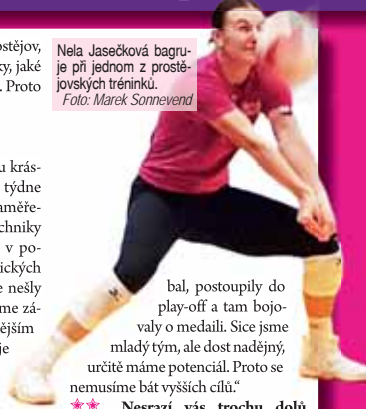 ostějov,
ky, jaké
. Proto
Nela Jasečková bagru-
je při jednom z prostě-
jovských tréninků.
Foto: Marek Sonnevend
u krás-
týdne
aměře-
chniky
v po-
ických
e nešly
me zá-
ějším
je
bal, postoupily do
play-off a tam bojo-
valy o medaili. Sice jsme
mladý tým, ale dost nadějný,
určitě máme potenciál. Proto se
nemusíme bát vyšších cílů.“
Nesrazí vás trochu dolů